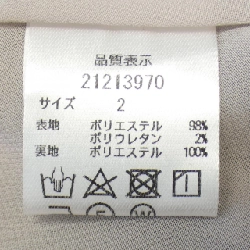 品質表示
21213970
サイズ 2
表地 ポリエステル 98%
ポリウレタン 2%
裏地 ポリエステル 100%